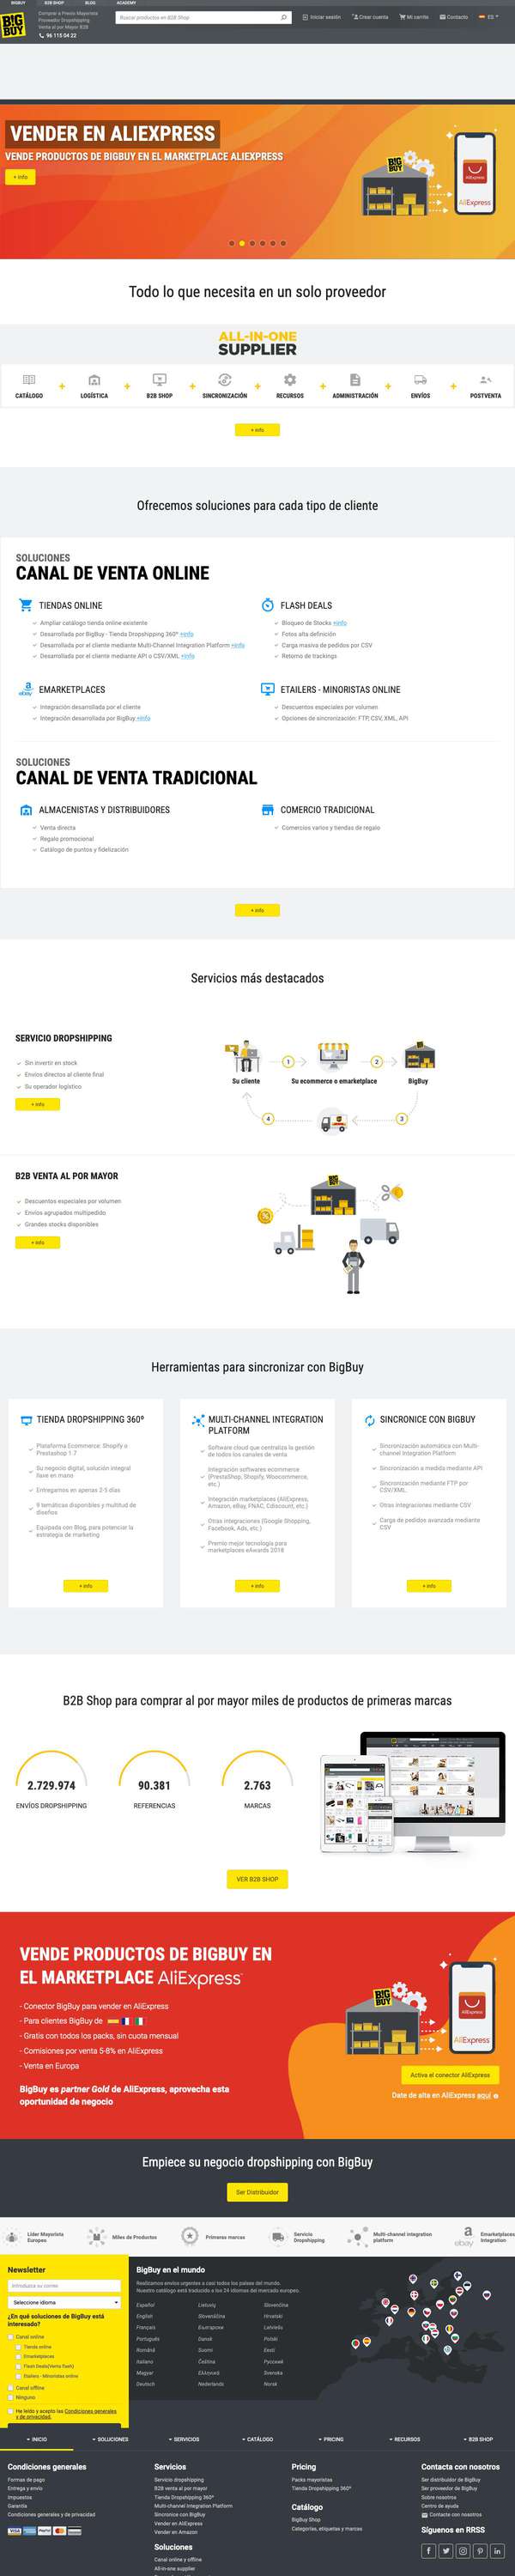 BIGBUY B2B SHOP BLOG ACADEMY
BIG BUY
Comprar a Precio Mayorista
Proveedor Dropshipping
Venta al por Mayor B2B
96 115 04 22
Buscar productos en B2B Shop
Iniciar sesión Crear cuenta Mi carrito Contacto ES
VENDER EN ALIEXPRESS
VENDE PRODUCTOS DE BIGBUY EN EL MARKETPLACE ALIEXPRESS
+ info
BIG BUY
AliExpress
Todo lo que necesita en un solo proveedor
ALL-IN-ONE
SUPPLIER
CATÁLOGO LOGÍSTICA B2B SHOP SINCRONIZACIÓN RECURSOS ADMINISTRACIÓN ENVÍOS POSTVENTA
+ info
Ofrecemos soluciones para cada tipo de cliente
SOLUCIONES
CANAL DE VENTA ONLINE
TIENDAS ONLINE
Ampliar catálogo tienda online existente
Desarrollada por BigBuy - Tienda Dropshipping 360º +info
Desarrollada por el cliente mediante Multi-Channel Integration Platform +info
Desarrollada por el cliente mediante API o CSV/XML +info
FLASH DEALS
Bloqueo de Stocks +info
Fotos alta definición
Carga masiva de pedidos por CSV
Retorno de trackings
EMARKETPLACES
Integración desarrollada por el cliente
Integración desarrollada por BigBuy +info
ETAILERS - MINORISTAS ONLINE
Descuentos especiales por volumen
Opciones de sincronización: FTP, CSV, XML, API
SOLUCIONES
CANAL DE VENTA TRADICIONAL
ALMACENISTAS Y DISTRIBUIDORES
Venta directa
Regalo promocional
Catálogo de puntos y fidelización
COMERCIO TRADICIONAL
Comercios varios y tiendas de regalo
+ info
Servicios más destacados
SERVICIO DROPSHIPPING
Sin invertir en stock
Envíos directos al cliente final
Su operador logístico
+ info
1 2
Su cliente Su ecommerce o emarketplace BigBuy
4 3
B2B VENTA AL POR MAYOR
Descuentos especiales por volumen
Envíos agrupados multipedido
Grandes stocks disponibles
+ info
BIG BUY
Herramientas para sincronizar con BigBuy
TIENDA DROPSHIPPING 360º
Plataforma Ecommerce: Shopify o
Prestashop 1.7
Su negocio digital, solución integral
llave en mano
Entregamos en apenas 2-5 días
9 temáticas disponibles y multitud de
diseños
Equipada con Blog, para potenciar la
estrategia de marketing
+ info
MULTI-CHANNEL INTEGRATION
PLATFORM
Software cloud que centraliza la gestión
de todos los canales de venta
Integración softwares ecommerce
(PrestaShop, Shopify, Woocommerce,
etc.)
Integración marketplaces (AliExpress,
Amazon, eBay, FNAC, Cdiscount, etc.)
Otras integraciones (Google Shopping,
Facebook, Ads, etc.)
Premio mejor tecnología para
marketplaces eAwards 2018
+ info
SINCRONICE CON BIGBUY
Sincronización automática con Multi-
channel Integration Platform
Sincronización a medida mediante API
Sincronización mediante FTP por
CSV/XML
Otras integraciones mediante CSV
Carga de pedidos avanzada mediante
CSV
+ info
B2B Shop para comprar al por mayor miles de productos de primeras marcas
2.729.974 90.381 2.763
ENVÍOS DROPSHIPPING REFERENCIAS MARCAS
VER B2B SHOP
VENDE PRODUCTOS DE BIGBUY EN
EL MARKETPLACE AliExpress
- Conector BigBuy para vender en AliExpress
- Para clientes BigBuy de
- Gratis con todos los packs, sin cuota mensual
- Comisiones por venta 5-8% en AliExpress
- Venta en Europa
BigBuy es partner Gold de AliExpress, aprovecha esta
oportunidad de negocio
BIG BUY
AliExpress
Activa el conector AliExpress
Date de alta en AliExpress aquí
Empiece su negocio dropshipping con BigBuy
Ser Distribuidor
Líder Mayorista
Europeo
Miles de Productos
Primeras marcas
Servicio
Dropshipping
Multi-channel integration
platform
a
ebay
Emarketplaces
Integration
Newsletter
Introduzca su correo
Seleccione idioma
¿En qué soluciones de BigBuy está
interesado?
Canal online
Tienda online
Emarketplaces
Flash Deals(Venta flash)
Etailers - Minoristas online
Canal offline
Ninguno
He leído y acepto las Condiciones generales
y de privacidad.
BigBuy en el mundo
Realizamos envíos urgentes a casi todos los países del mundo.
Nuestro catálogo está traducido a los 24 idiomas del mercado europeo.
Español Lietuvių Slovenčina
English Slovenščina Hrvatski
Français Български Latviešu
Português Dansk Polski
Română Suomi Eesti
Italiano Čeština Русский
Magyar Ελληνικά Svenska
Deutsch Nederlands Norsk
INICIO SOLUCIONES SERVICIOS CATÁLOGO PRICING RECURSOS B2B SHOP
Condiciones generales
Formas de pago
Entrega y envío
Impuestos
Garantía
Condiciones generales y de privacidad
VISA PayPal
Servicios
Servicio dropshipping
B2B venta al por mayor
Tienda Dropshipping 360º
Multi-channel Integration Platform
Sincronice con BigBuy
Vender en AliExpress
Vender en Amazon
Soluciones
Canal online y offline
All-in-one supplier
Pricing
Packs mayoristas
Tienda Dropshipping 360º
Catálogo
BigBuy Shop
Categorías, etiquetas y marcas
Contacta con nosotros
Ser distribuidor de BigBuy
Ser proveedor de BigBuy
Sobre nosotros
Centro de ayuda
Contacte con nosotros
Síguenos en RRSS